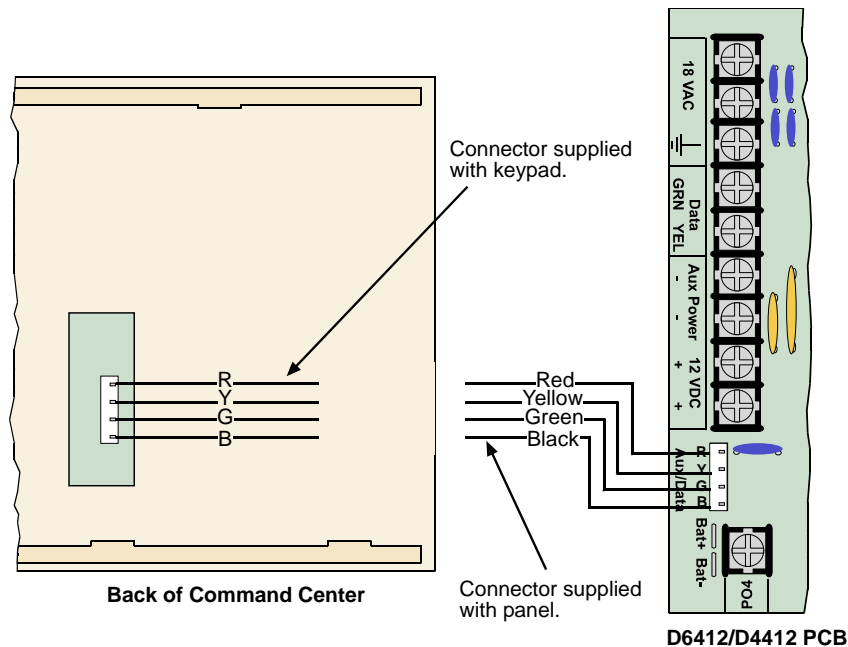 18 VAC
Connector supplied
with keypad.
Data
GRN YEL
Aux Power
-
-
12 VDC
+
+
R
Y
G
B
Red
Yellow
Green
Black
R
Y
G
B
Aux/Data
Bat+ Bat-
PO4
Back of Command Center
Connector supplied
with panel.
D6412/D4412 PCB